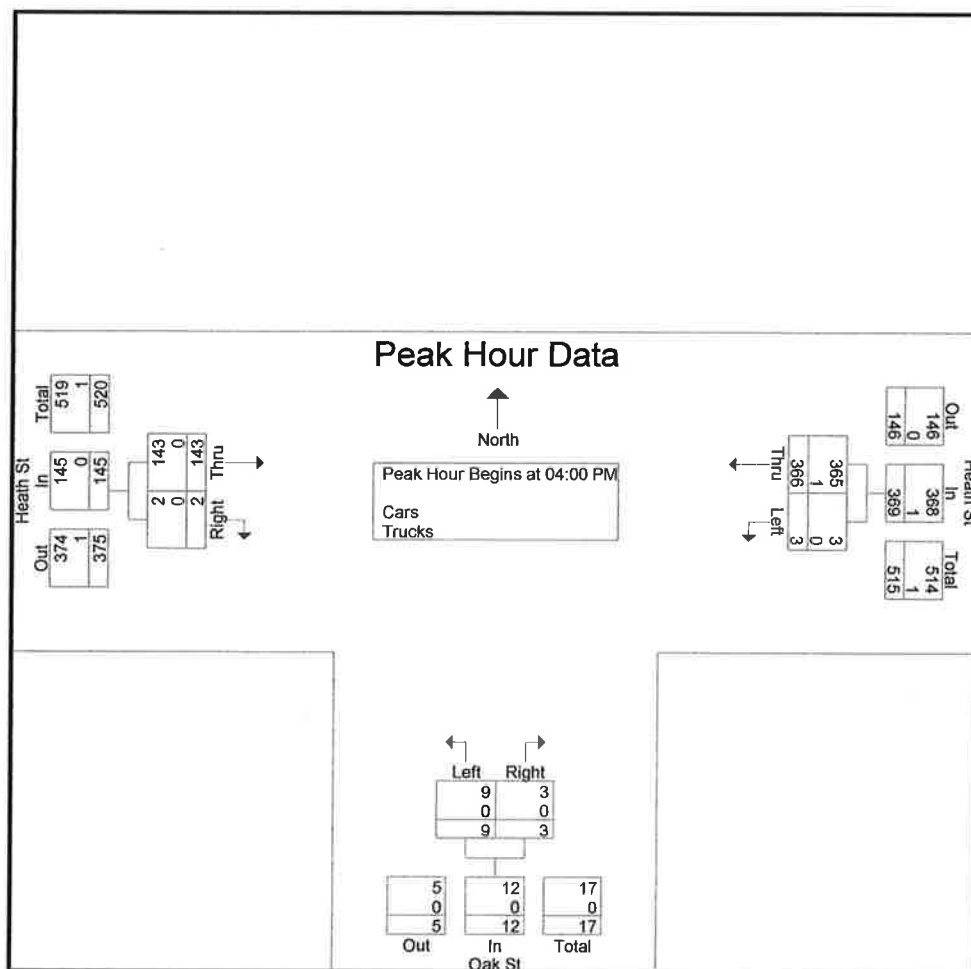 Peak Hour Data
North
Peak Hour Begins at 04:00 PM
Cars
Trucks
Heath St
Total
519
1
520
In
145
0
145
Out
374
1
375
Thru
143
0
143
Right
2
0
2
Thru
365
1
366
Left
3
0
3
Out
146
0
146
In
368
1
369
Total
514
1
515
Heath St
Left Right
9 3
0 0
9 3
5 12 17
0 0 0
5 12 17
Out In Total
Oak St